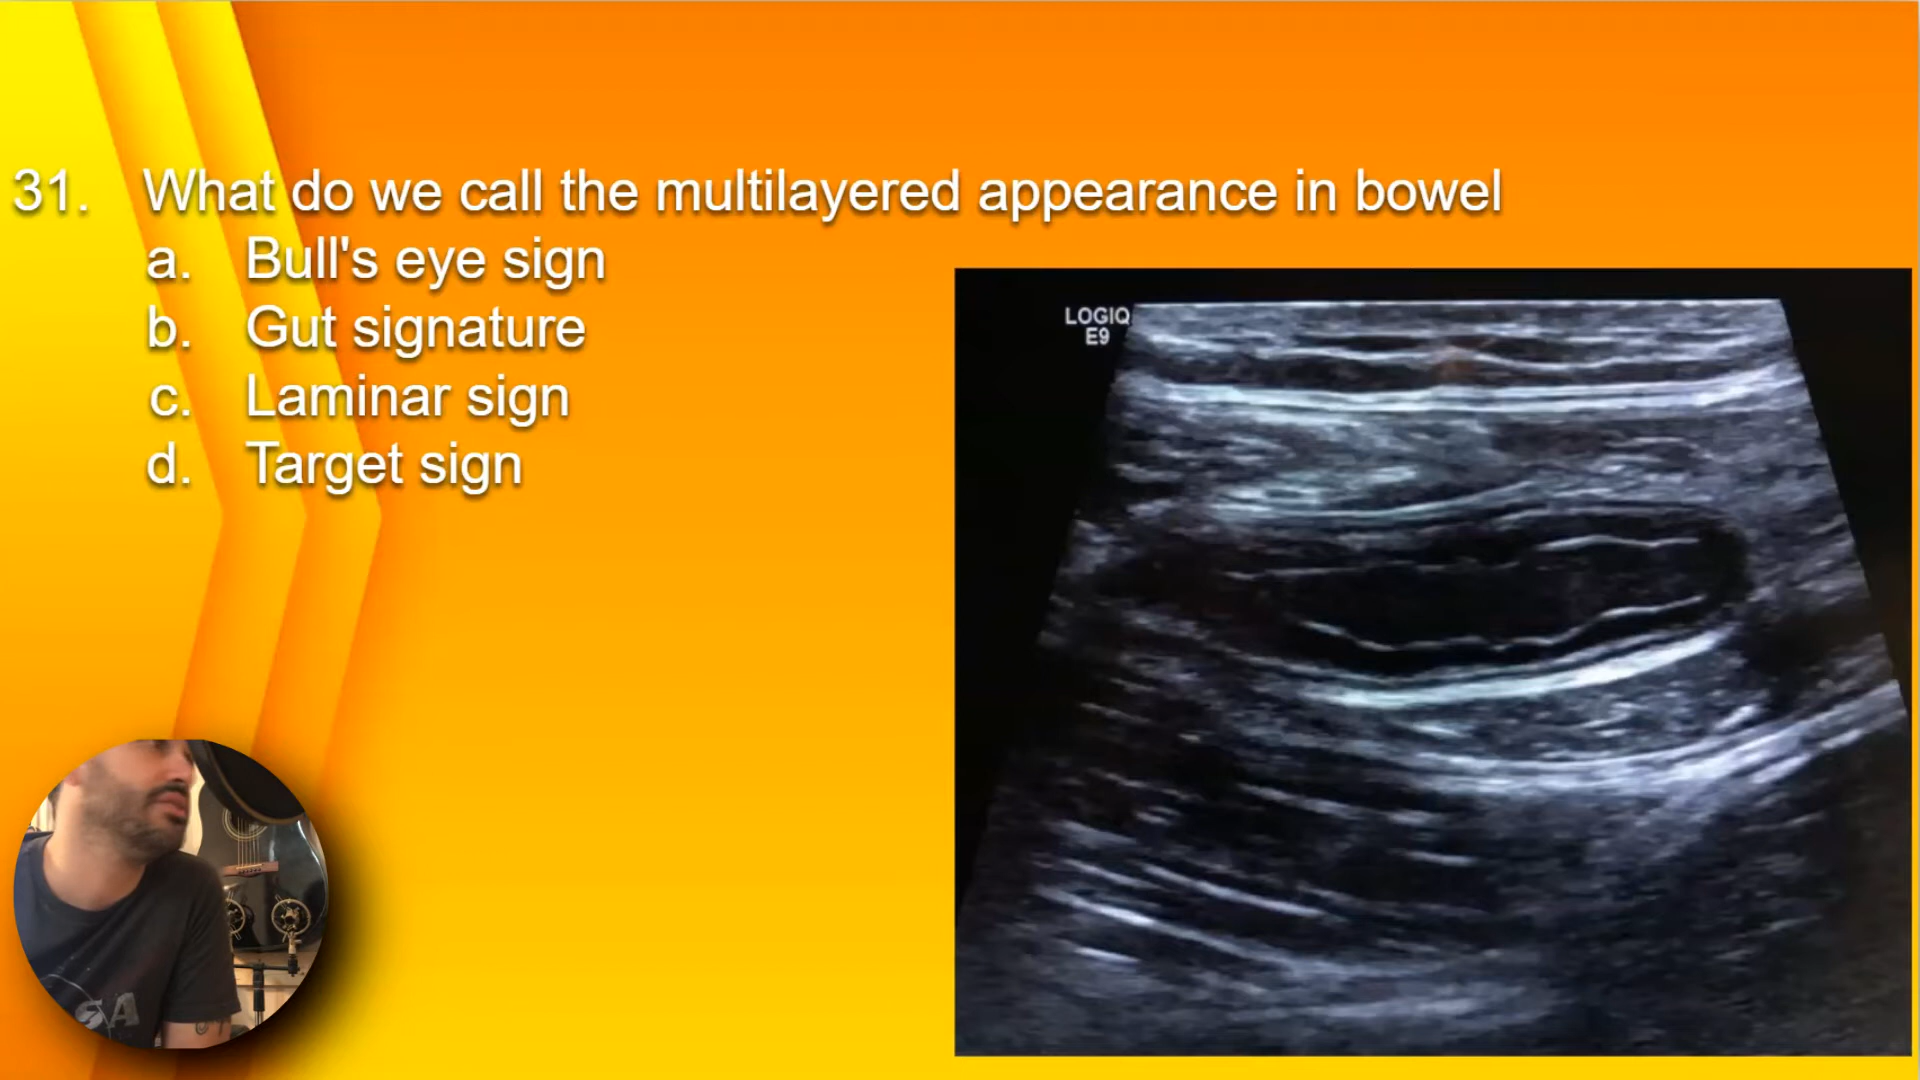 31. What do we call the multilayered appearance in bowel
a. Bull's eye sign
b. Gut signature
c. Laminar sign
d. Target sign
LOGIQ
E9
SA